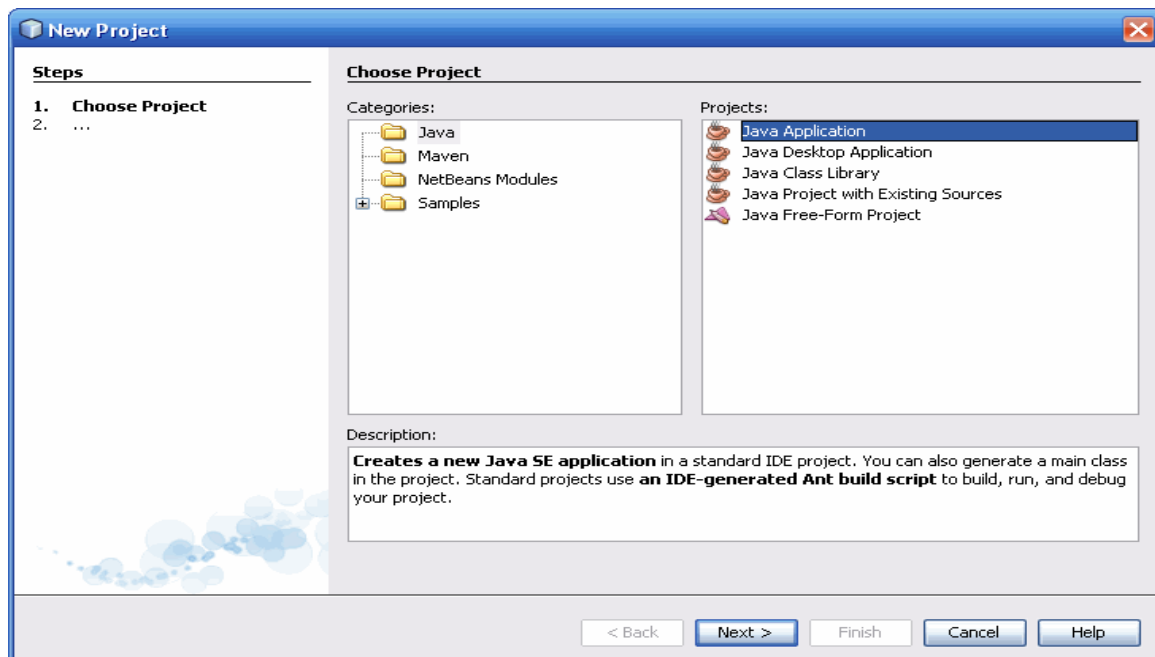 New Project
Steps
1. Choose Project
2. ...
Choose Project
Categories:
Java
Maven
NetBeans Modules
Samples
Projects:
Java Application
Java Desktop Application
Java Class Library
Java Project with Existing Sources
Java Free-Form Project
Description:
Creates a new Java SE application in a standard IDE project. You can also generate a main class
in the project. Standard projects use an IDE-generated Ant build script to build, run, and debug
your project.
< Back
Next >
Finish
Cancel
Help